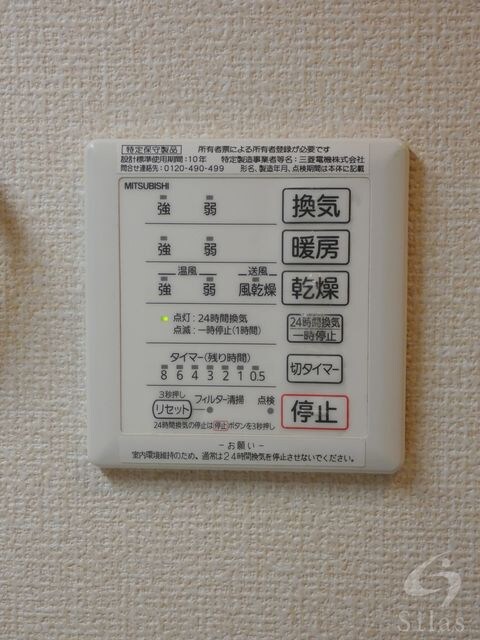 特定保守製品 所有者票による所有者登録が必要です
設計標準使用期間:10年 特定製造事業者等名:三菱電機株式会社
問合せ連絡先:0120-490-499 形名、製造年月、点検期間は本体に記載
MITSUBISHI
強 弱 換気
強 弱 暖房
温風 送風
強 弱 風乾燥 乾燥
点灯:24時間換気
点滅:一時停止(1時間)
24時間換気
一時停止
タイマー(残り時間)
8 6 4 3 2 1 0.5
切タイマー
3秒押し
リセット フィルター清掃 点検 停止
24時間換気の停止は停止ボタンを3秒押し
- お願い -
室内環境維持のため、通常は24時間換気を停止させないでください。
Silas